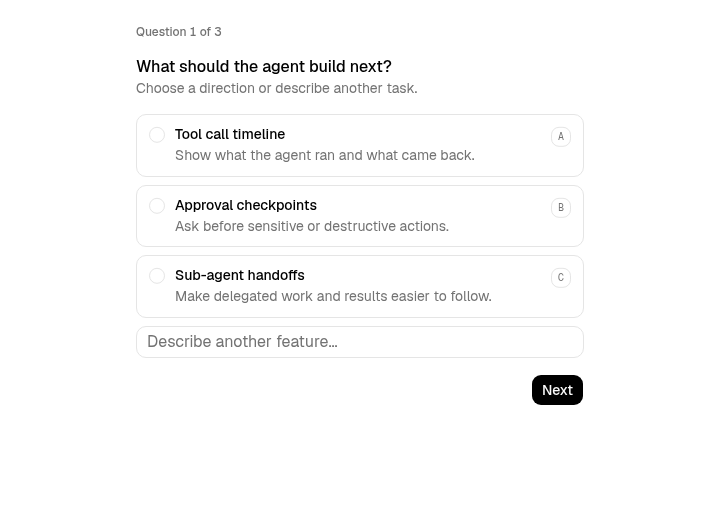 Question 1 of 3
What should the agent build next?
Choose a direction or describe another task.
Tool call timeline
A
Show what the agent ran and what came back.
Approval checkpoints
B
Ask before sensitive or destructive actions.
Sub-agent handoffs
C
Make delegated work and results easier to follow.
Describe another feature...
Next